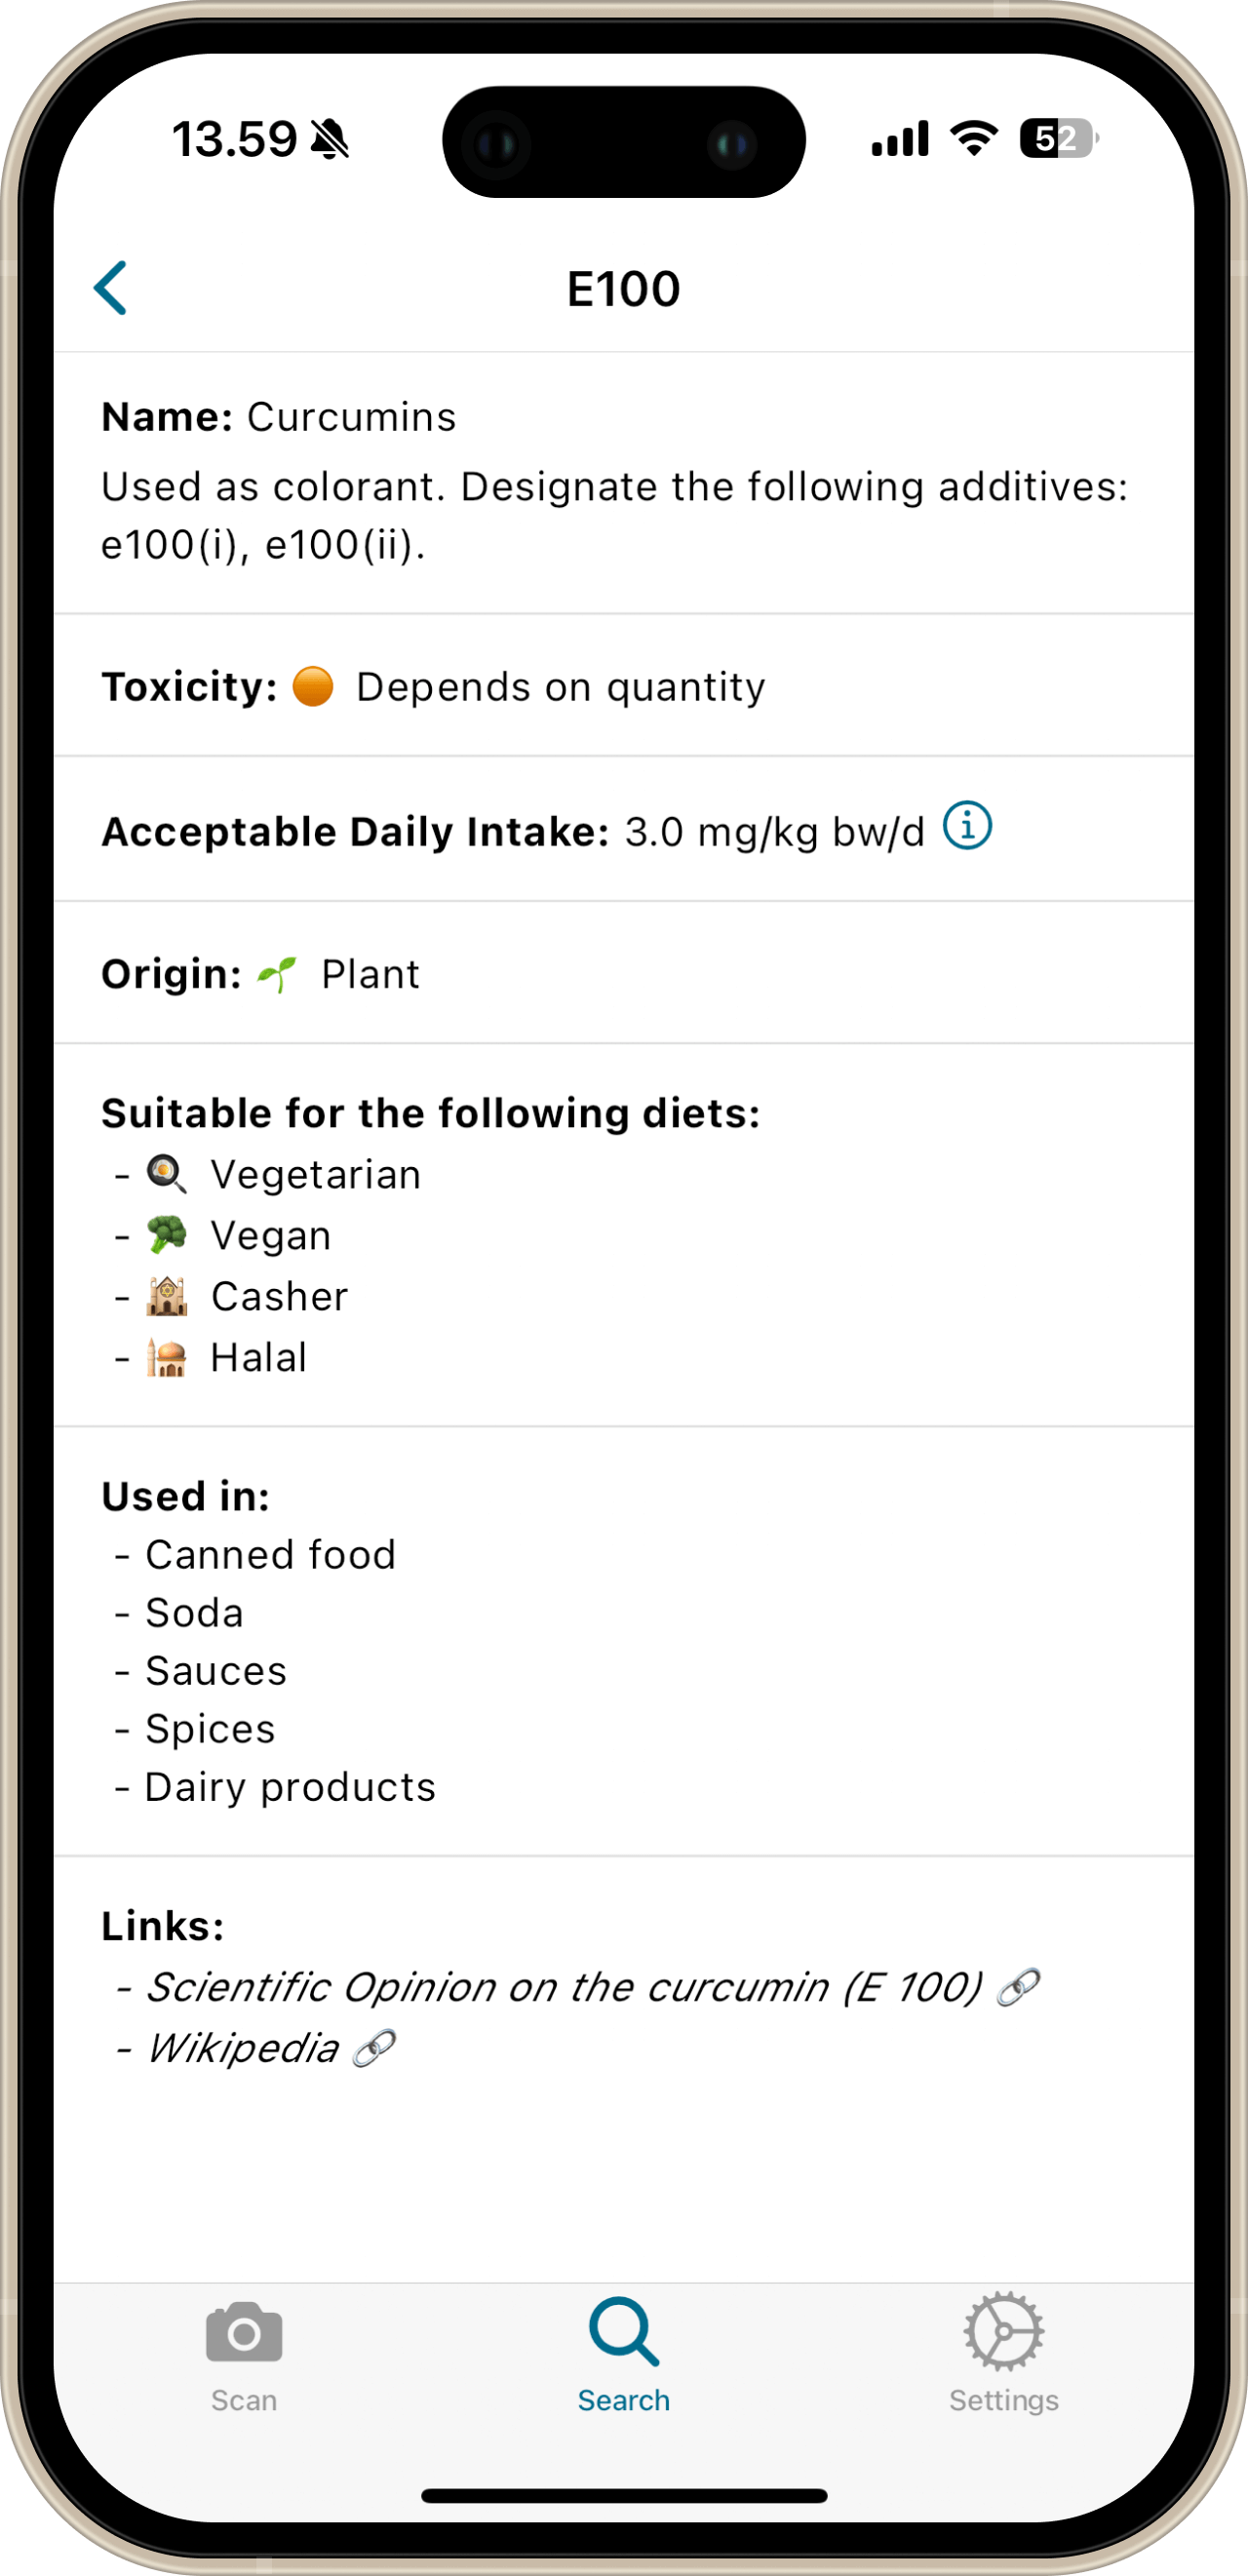 13.59
52
E100
Name: Curcumins
Used as colorant. Designate the following additives:
e100(i), e100(ii).
Toxicity: 🟠 Depends on quantity
Acceptable Daily Intake: 3.0 mg/kg bw/d
Origin: 🌱 Plant
Suitable for the following diets:
- 🍳 Vegetarian
- 🥦 Vegan
- 🕍 Casher
- 🕌 Halal
Used in:
- Canned food
- Soda
- Sauces
- Spices
- Dairy products
Links:
- Scientific Opinion on the curcumin (E 100) 🔗
- Wikipedia 🔗
Scan
Search
Settings